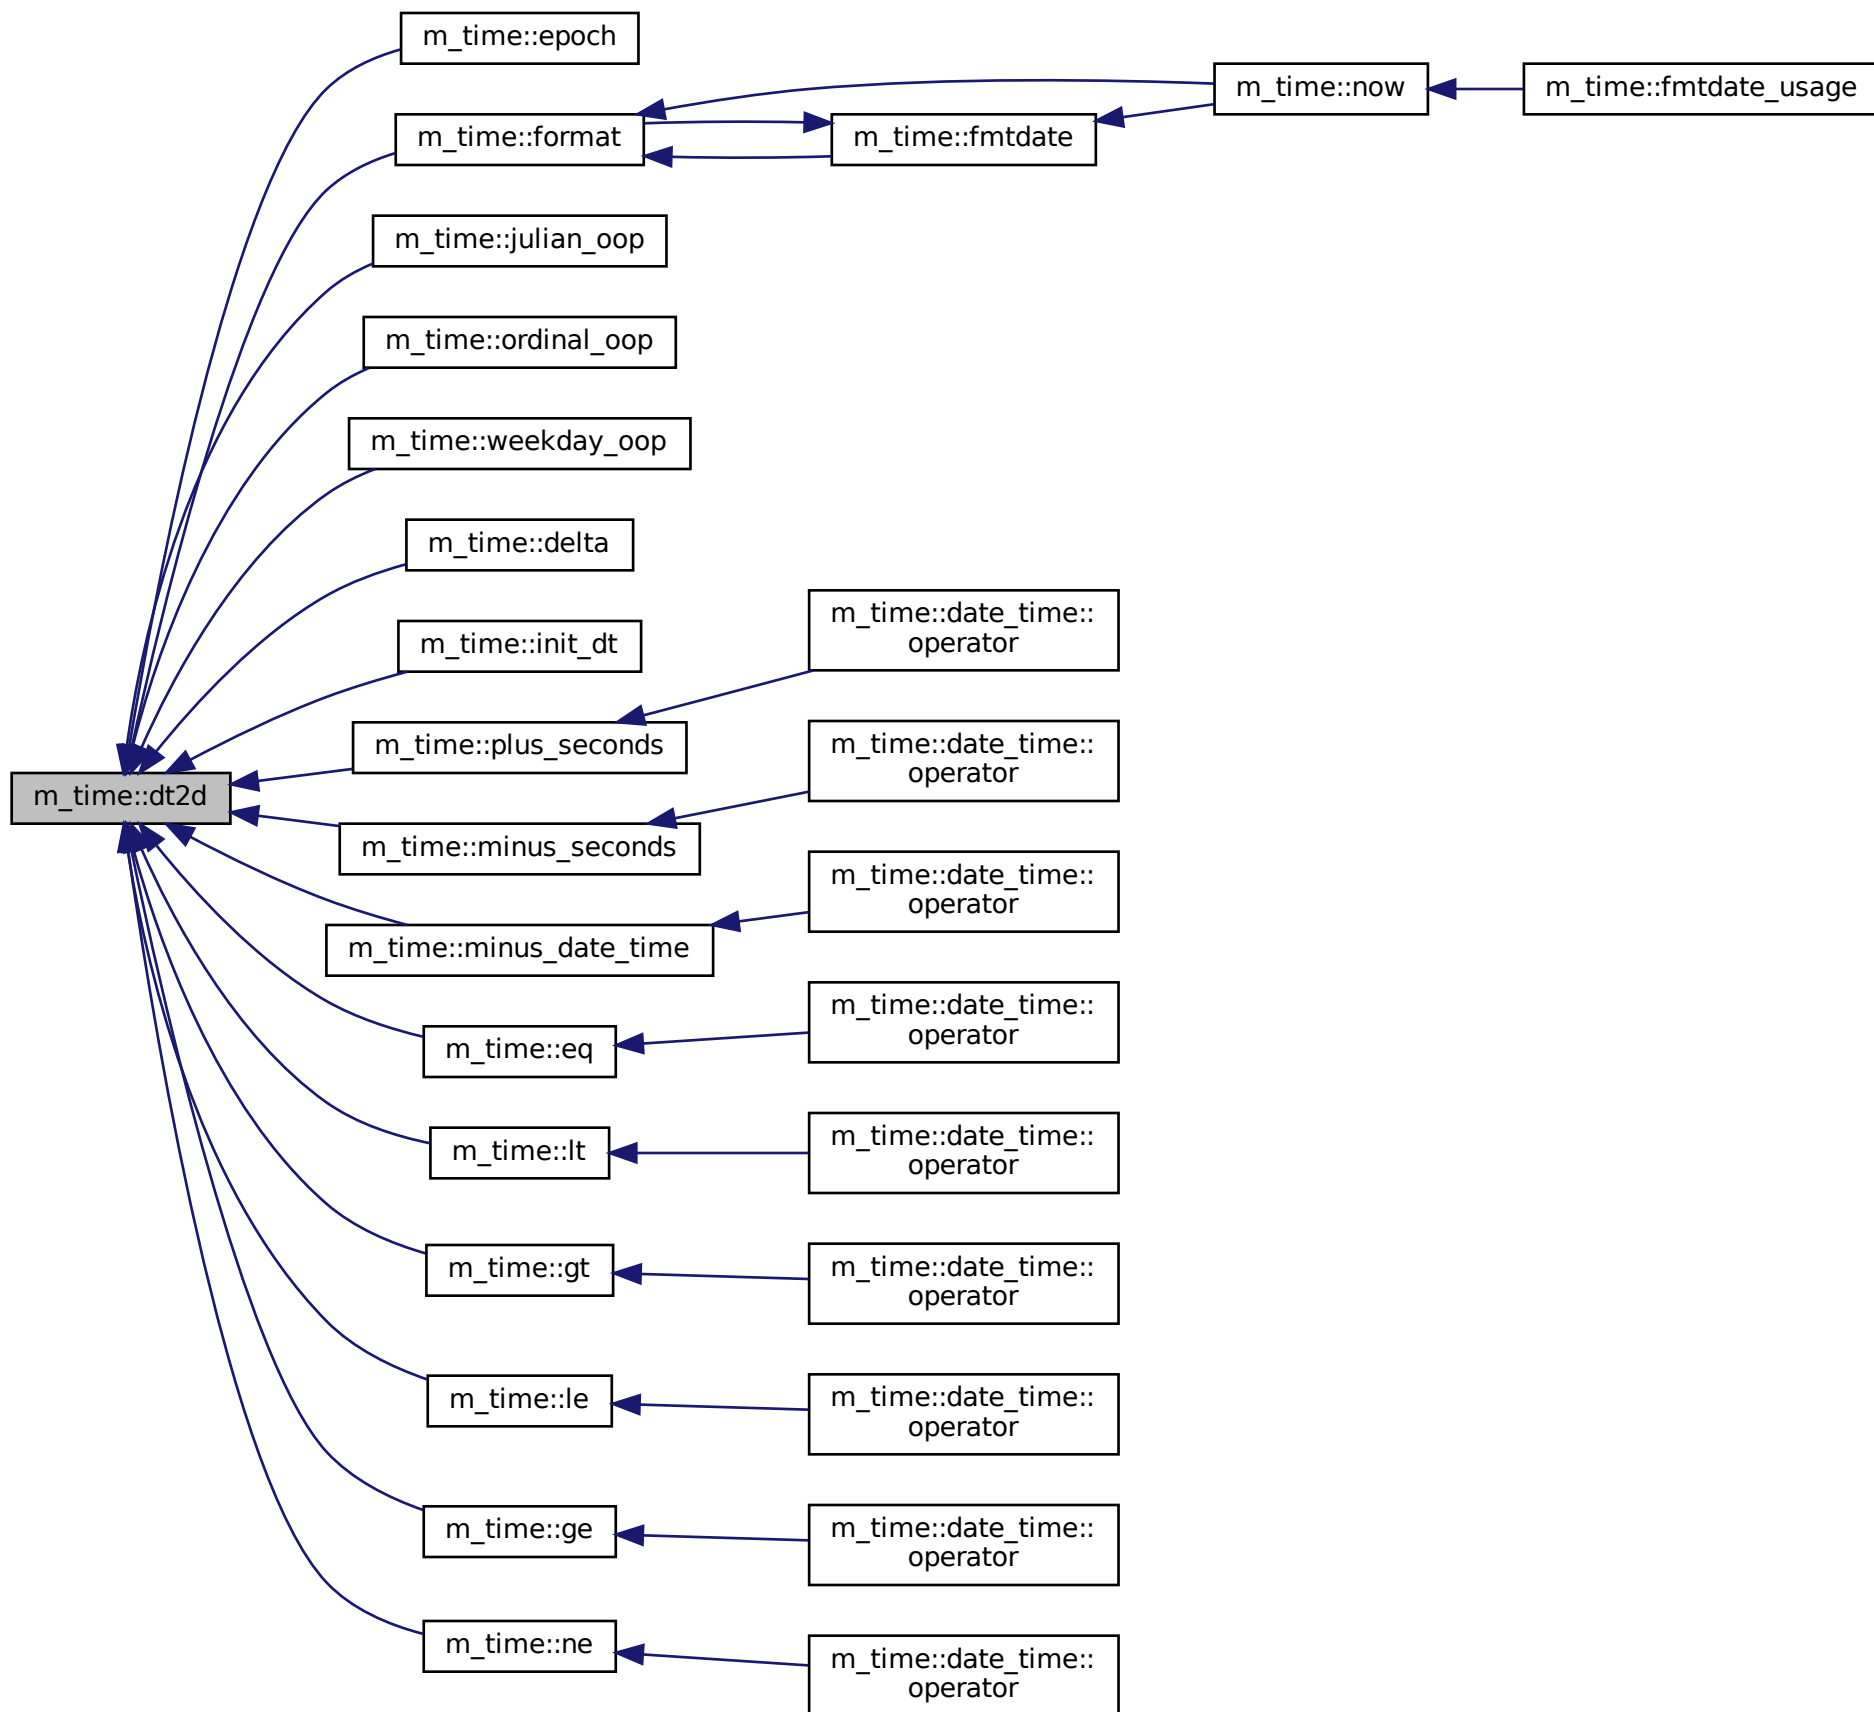 m_time::epoch
m_time::now
m_time::fmtdate_usage
m_time::format
m_time::fmtdate
m_time::julian_oop
m_time::ordinal_oop
m_time::weekday_oop
m_time::delta
m_time::date_time::
operator
m_time::init_dt
m_time::plus_seconds
m_time::date_time::
operator
m_time::dt2d
m_time::minus_seconds
m_time::date_time::
operator
m_time::minus_date_time
m_time::date_time::
operator
m_time::eq
m_time::date_time::
operator
m_time::lt
m_time::date_time::
operator
m_time::gt
m_time::date_time::
operator
m_time::le
m_time::date_time::
operator
m_time::ge
m_time::ne
m_time::date_time::
operator